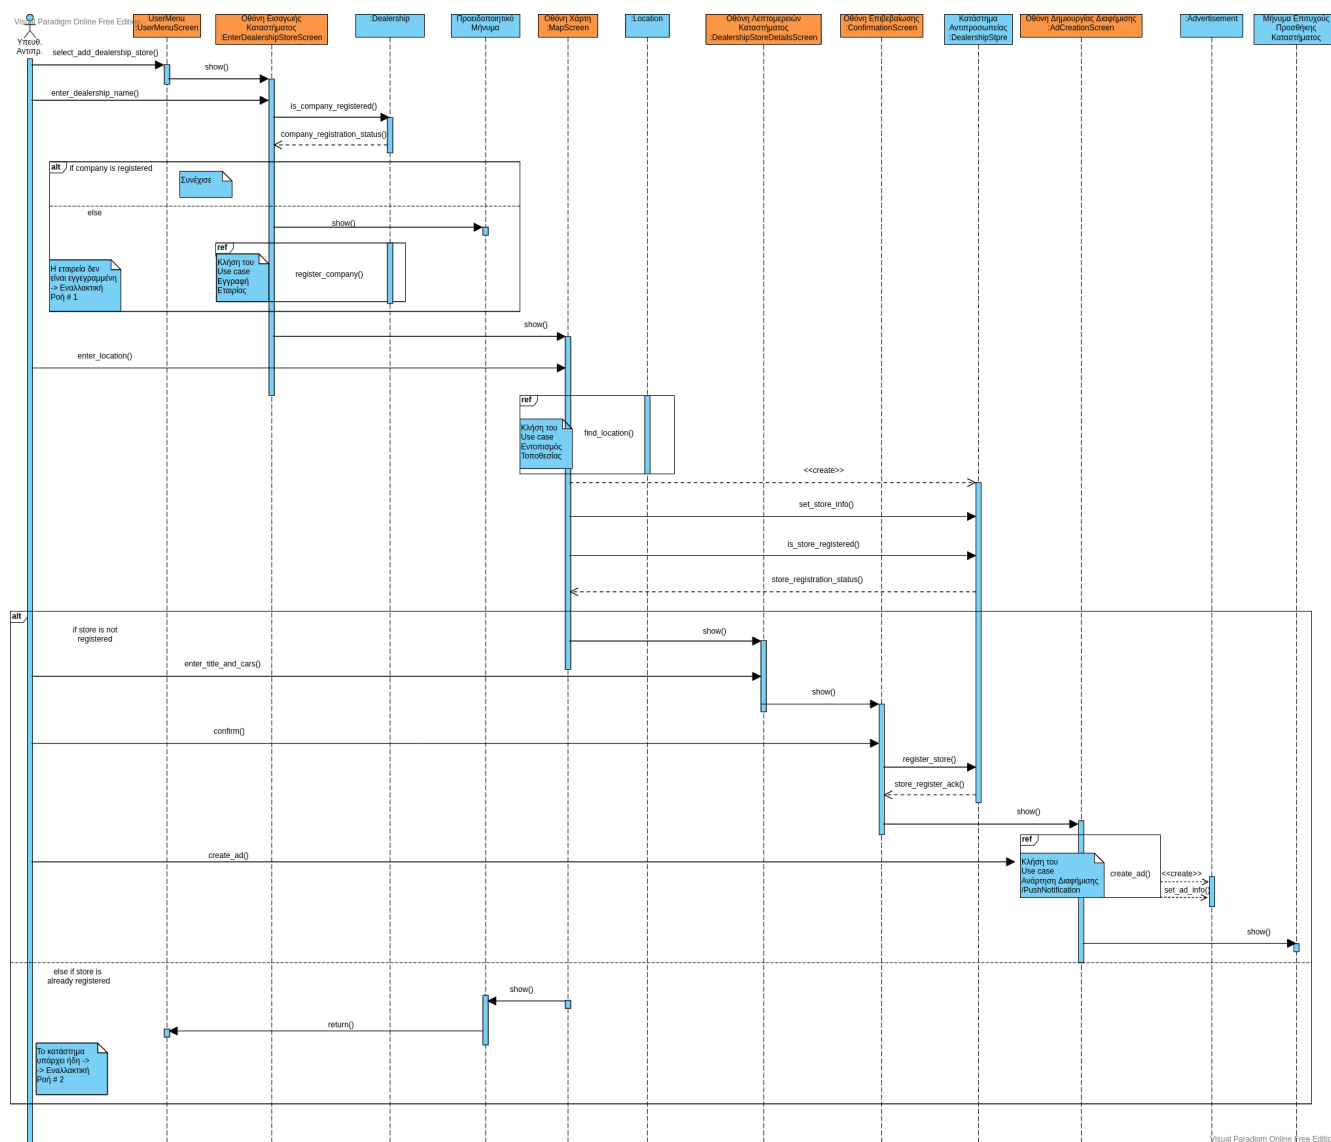 Visual Paradigm Online Free Edition
Υπευθ.
Αντιπρ.
UserMenu
:UserMenuScreen
Οθόνη Εισαγωγής
Καταστήματος
:EnterDealershipStoreScreen
:Dealership
Προειδοποιητικό
Μήνυμα
Οθόνη Χάρτη
:MapScreen
:Location
Οθόνη Λεπτομερειών
Καταστήματος
:DealershipStoreDetailsScreen
Οθόνη Επιβεβαίωσης
:ConfirmationScreen
Κατάστημα
Αντιπροσωπείας
:DealershipStpre
Οθόνη Δημιουργίας Διαφήμισης
:AdCreationScreen
:Advertisement
Μήνυμα Επιτυχούς
Προσθήκης
Καταστήματος
select_add_dealership_store()
show()
enter_dealership_name()
is_company_registered()
company_registration_status()
alt
if company is registered
Συνέχισε
else
show()
ref
Κλήση του
Use case
Εγγραφή
Εταιρίας
register_company()
Η εταιρεία δεν
είναι εγγεγραμμένη
-> Εναλλακτική
Ροή # 1
show()
enter_location()
ref
Κλήση του
Use case
Εντοπισμός
Τοποθεσίας
find_location()
<<create>>
set_store_info()
is_store_registered()
store_registration_status()
alt
if store is not
registered
show()
enter_title_and_cars()
show()
confirm()
register_store()
store_register_ack()
show()
ref
create_ad()
Κλήση του
Use case
Ανάρτηση Διαφήμισης
/PushNotification
create_ad()
<<create>>
set_ad_info()
show()
else if store is
already registered
show()
return()
Το κατάστημα
υπάρχει ήδη ->
-> Εναλλακτική
Ροή # 2
Visual Paradigm Online Free Edition